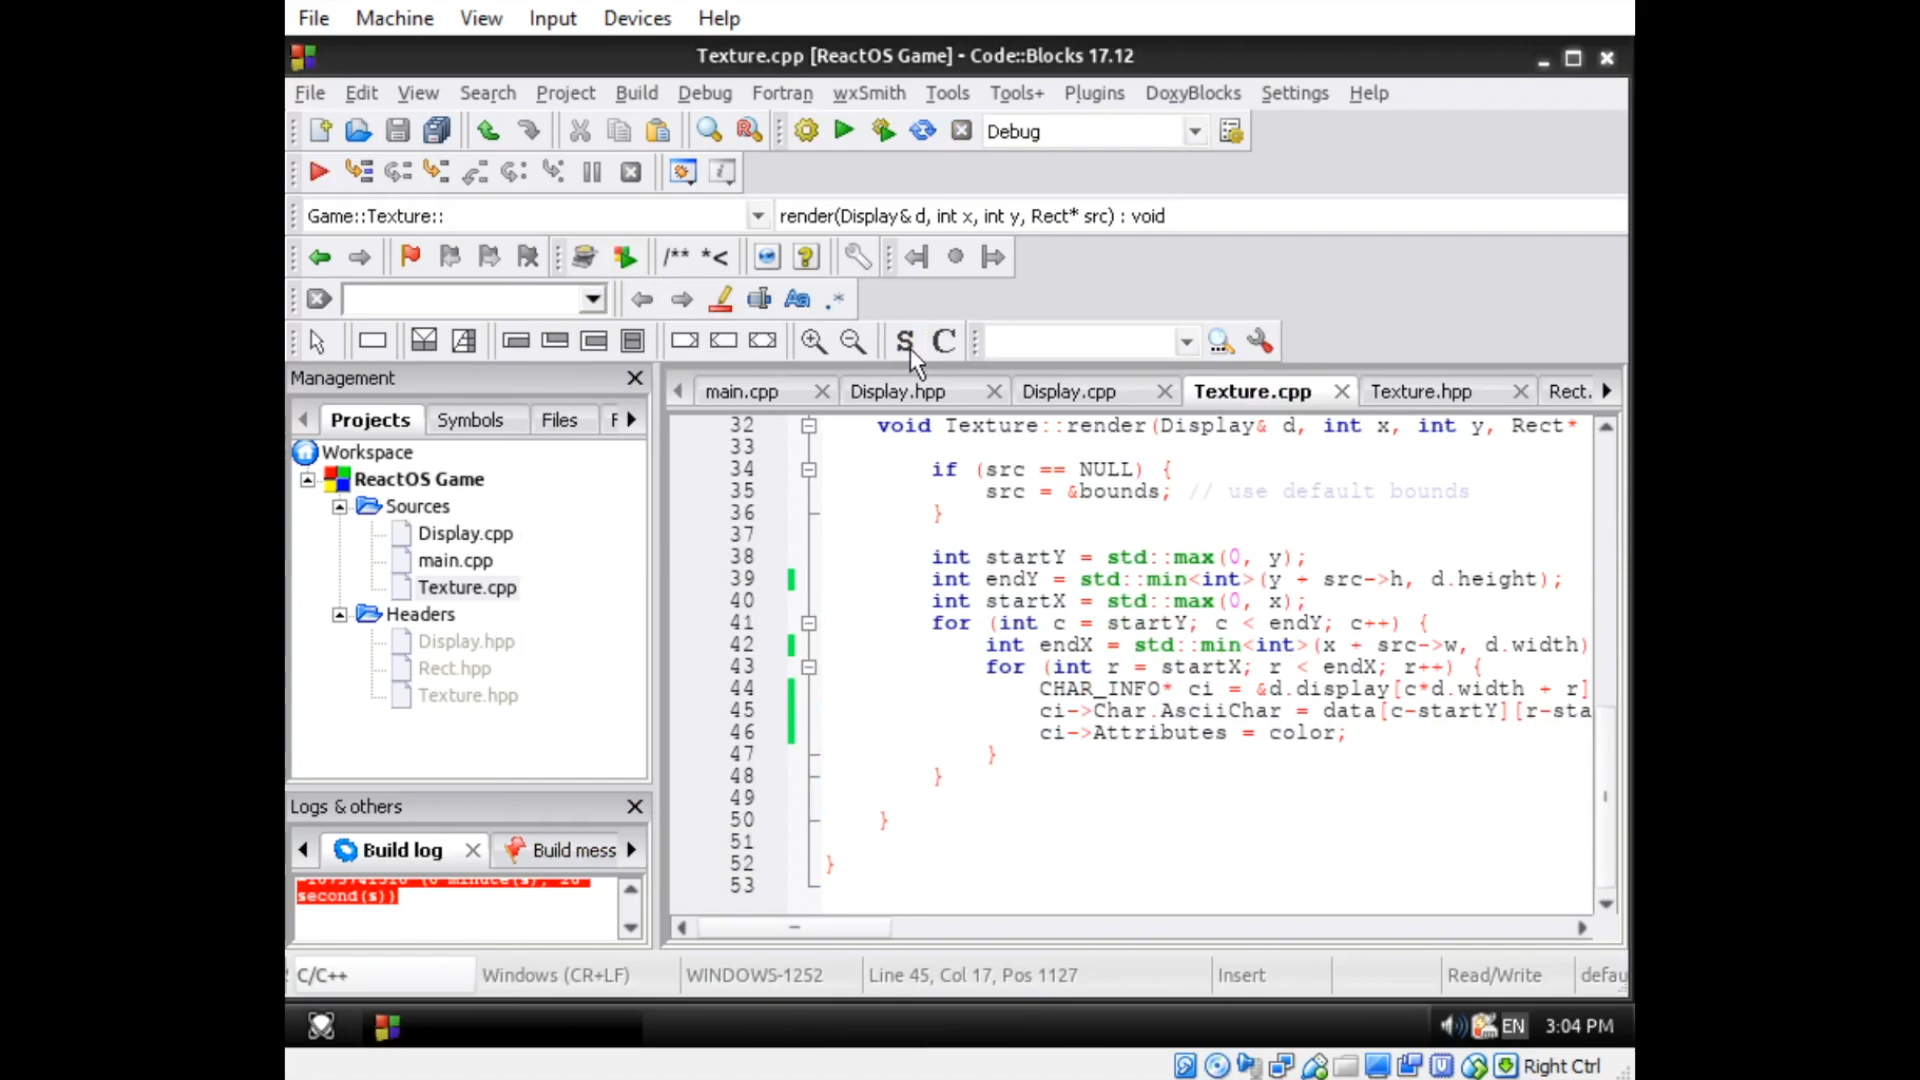 File Machine View Input Devices Help
Texture.cpp [ReactOS Game] - Code::Blocks 17.12
File Edit View Search Project Build Debug Fortran wxSmith Tools Tools+ Plugins DoxyBlocks Settings Help
Debug
Game::Texture::
render(Display& d, int x, int y, Rect* src) : void
/** *<
S C
Management
Projects Symbols Files F
Workspace
ReactOS Game
Sources
Display.cpp
main.cpp
Texture.cpp
Headers
Display.hpp
Rect.hpp
Texture.hpp
Logs & others
Build log Build mess
second(s))
main.cpp Display.hpp Display.cpp Texture.cpp Texture.hpp Rect.
32 void Texture::render(Display& d, int x, int y, Rect*
33
34 if (src == NULL) {
35 src = &bounds; // use default bounds
36 }
37
38 int startY = std::max(0, y);
39 int endY = std::min<int>(y + src->h, d.height);
40 int startX = std::max(0, x);
41 for (int c = startY; c < endY; c++) {
42 int endX = std::min<int>(x + src->w, d.width)
43 for (int r = startX; r < endX; r++) {
44 CHAR_INFO* ci = &d.display[c*d.width + r]
45 ci->Char.AsciiChar = data[c-startY][r-sta
46 ci->Attributes = color;
47 }
48 }
49
50 }
51
52 }
53
C/C++ Windows (CR+LF) WINDOWS-1252 Line 45, Col 17, Pos 1127 Insert Read/Write defau
EN 3:04 PM
Right Ctrl